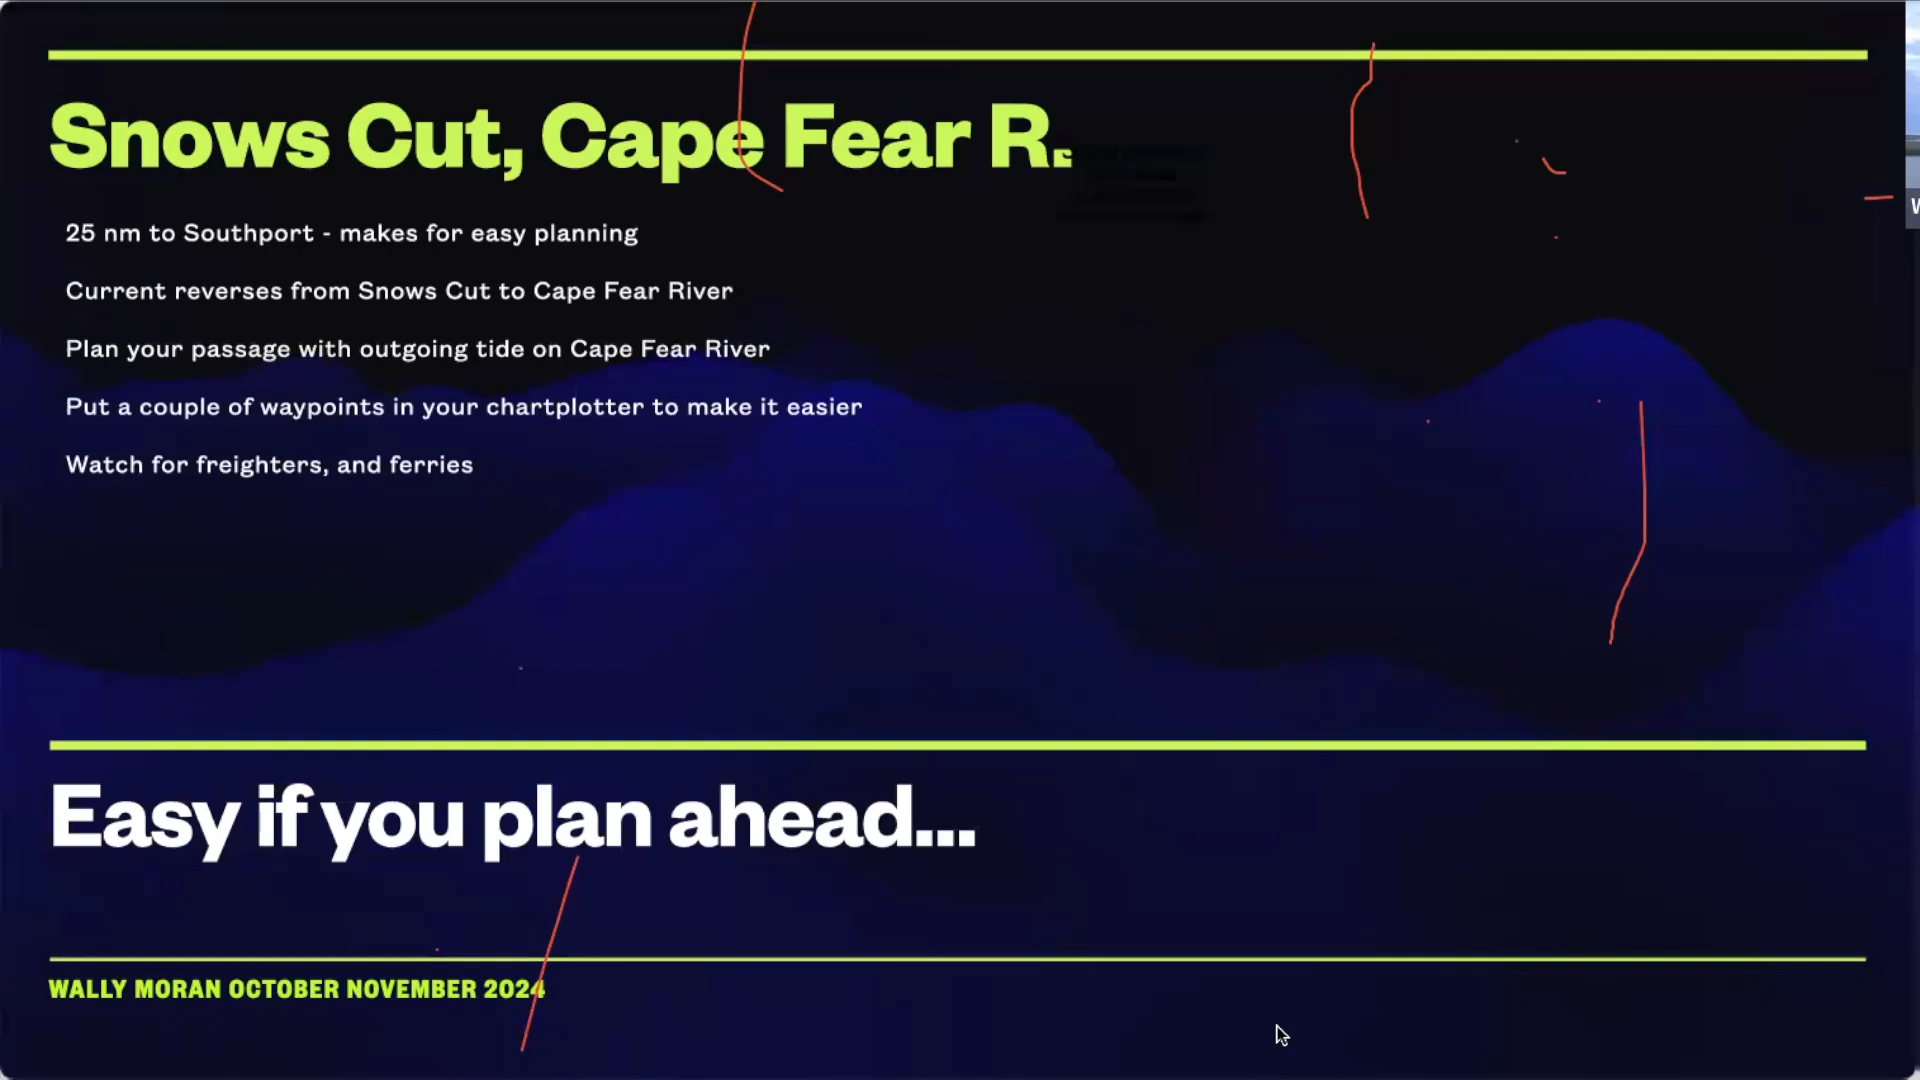 Snows Cut, Cape Fear R.
25 nm to Southport - makes for easy planning
Current reverses from Snows Cut to Cape Fear River
Plan your passage with outgoing tide on Cape Fear River
Put a couple of waypoints in your chartplotter to make it easier
Watch for freighters, and ferries
Easy if you plan ahead...
WALLY MORAN OCTOBER NOVEMBER 2024